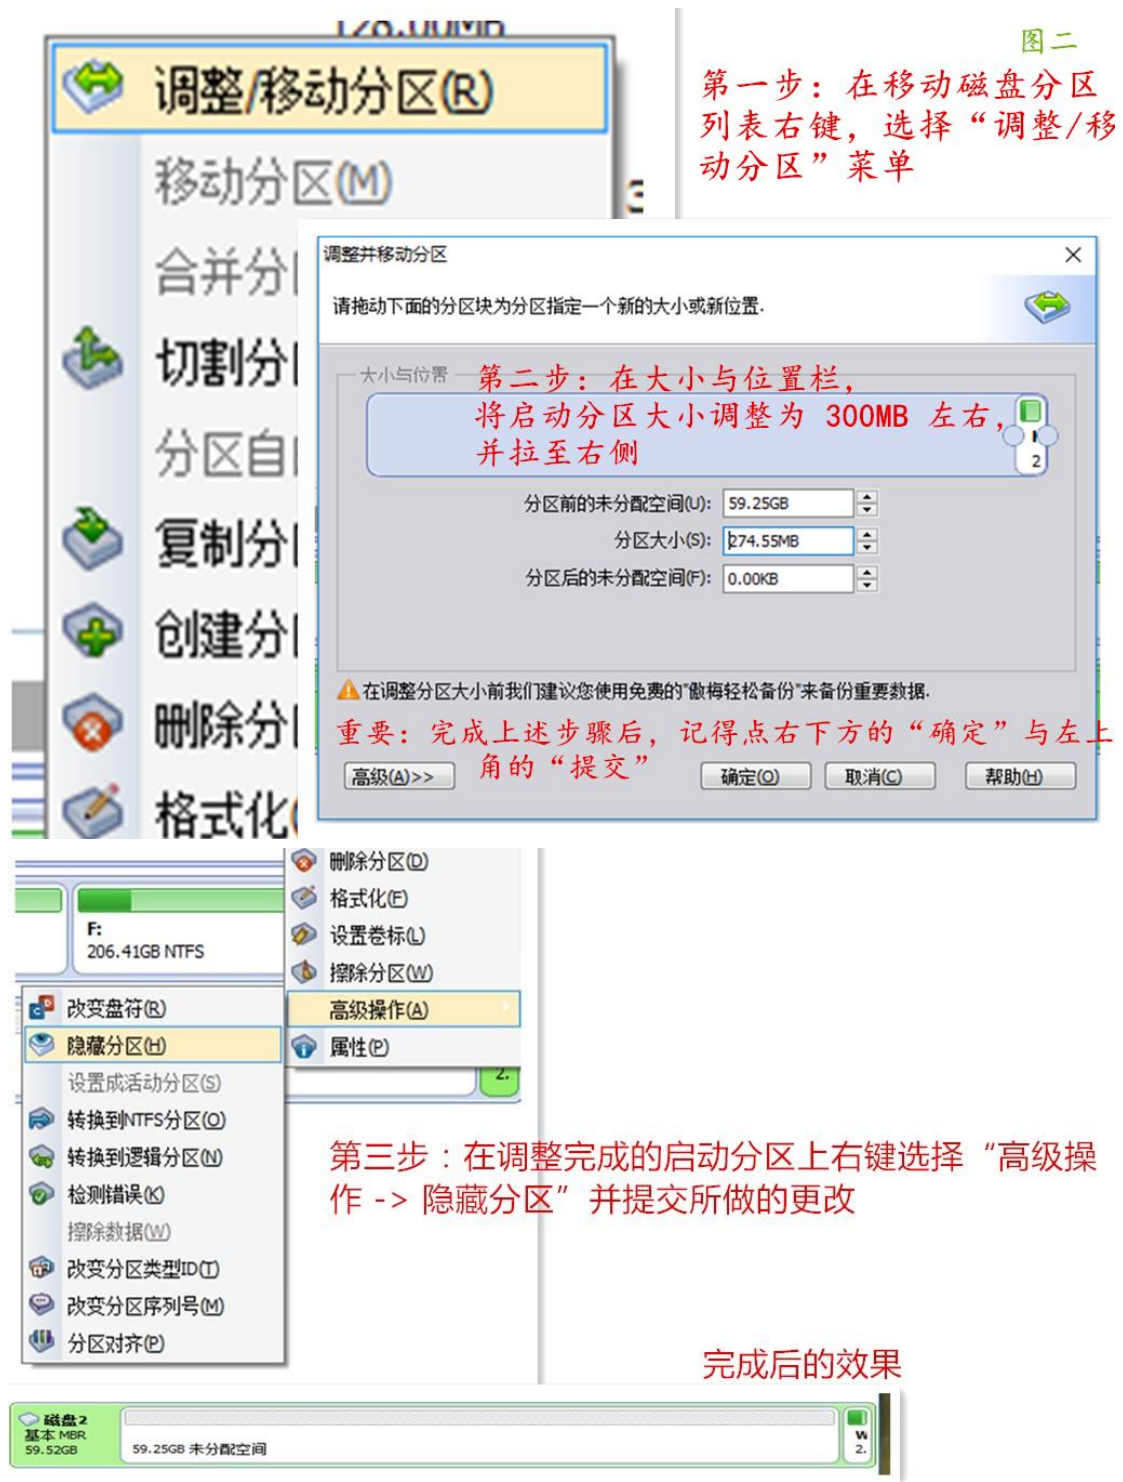 128.00MB
图二
调整/移动分区(R)
第一步：在移动磁盘分区
列表右键，选择“调整/移
动分区”菜单
移动分区(M)
合并分
切割分
分区自
复制分
创建分
删除分
格式化(
调整并移动分区
请拖动下面的分区块为分区指定一个新的大小或新位置.
大小与位置
第二步：在大小与位置栏，
将启动分区大小调整为 300MB 左右，
并拉至右侧
2
分区前的未分配空间(U): 59.25GB
分区大小(S): 274.55MB
分区后的未分配空间(F): 0.00KB
在调整分区大小前我们建议您使用免费的"傲梅轻松备份"来备份重要数据.
重要：完成上述步骤后，记得点右下方的“确定”与左上
角的“提交”
高级(A)>> 确定(O) 取消(C) 帮助(H)
删除分区(D)
格式化(F)
设置卷标(L)
擦除分区(W)
高级操作(A)
属性(P)
F:
206.41GB NTFS
改变盘符(R)
隐藏分区(H)
设置成活动分区(S)
转换到NTFS分区(O)
转换到逻辑分区(N)
检测错误(K)
擦除数据(W)
改变分区类型ID(T)
改变分区序列号(M)
分区对齐(P)
2.
第三步：在调整完成的启动分区上右键选择“高级操
作 -> 隐藏分区”并提交所做的更改
完成后的效果
磁盘2
基本 MBR
59.52GB
59.25GB 未分配空间
W
2.